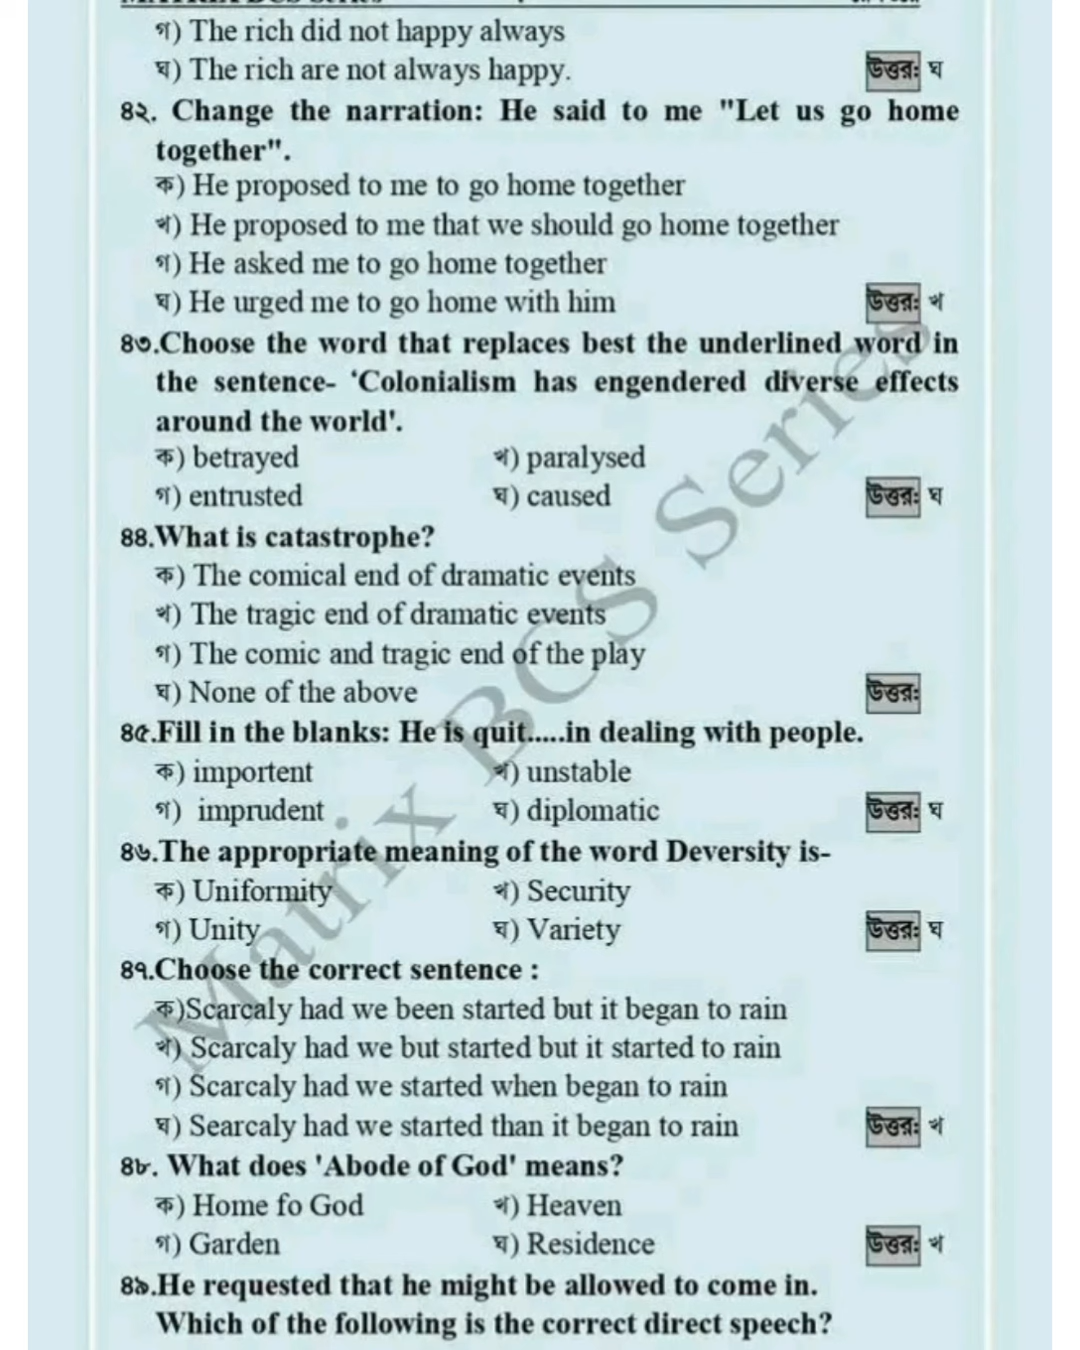 গ) The rich did not happy always
ঘ) The rich are not always happy. উত্তর: ঘ
৪২. Change the narration: He said to me "Let us go home
together".
ক) He proposed to me to go home together
খ) He proposed to me that we should go home together
গ) He asked me to go home together
ঘ) He urged me to go home with him উত্তর: খ
৪৩.Choose the word that replaces best the underlined word in
the sentence- ‘Colonialism has engendered diverse effects
around the world'.
ক) betrayed খ) paralysed
গ) entrusted ঘ) caused উত্তর: ঘ
৪৪.What is catastrophe?
ক) The comical end of dramatic events
খ) The tragic end of dramatic events
গ) The comic and tragic end of the play
ঘ) None of the above উত্তর:
৪৫.Fill in the blanks: He is quit.....in dealing with people.
ক) importent খ) unstable
গ) imprudent ঘ) diplomatic উত্তর: ঘ
৪৬.The appropriate meaning of the word Deversity is-
ক) Uniformity খ) Security
গ) Unity ঘ) Variety উত্তর: ঘ
৪৭.Choose the correct sentence :
ক)Scarcaly had we been started but it began to rain
খ) Scarcaly had we but started but it started to rain
গ) Scarcaly had we started when began to rain
ঘ) Searcaly had we started than it began to rain উত্তর: খ
৪৮. What does 'Abode of God' means?
ক) Home fo God খ) Heaven
গ) Garden ঘ) Residence উত্তর: খ
৪৯.He requested that he might be allowed to come in.
Which of the following is the correct direct speech?
Matrix BCS Series